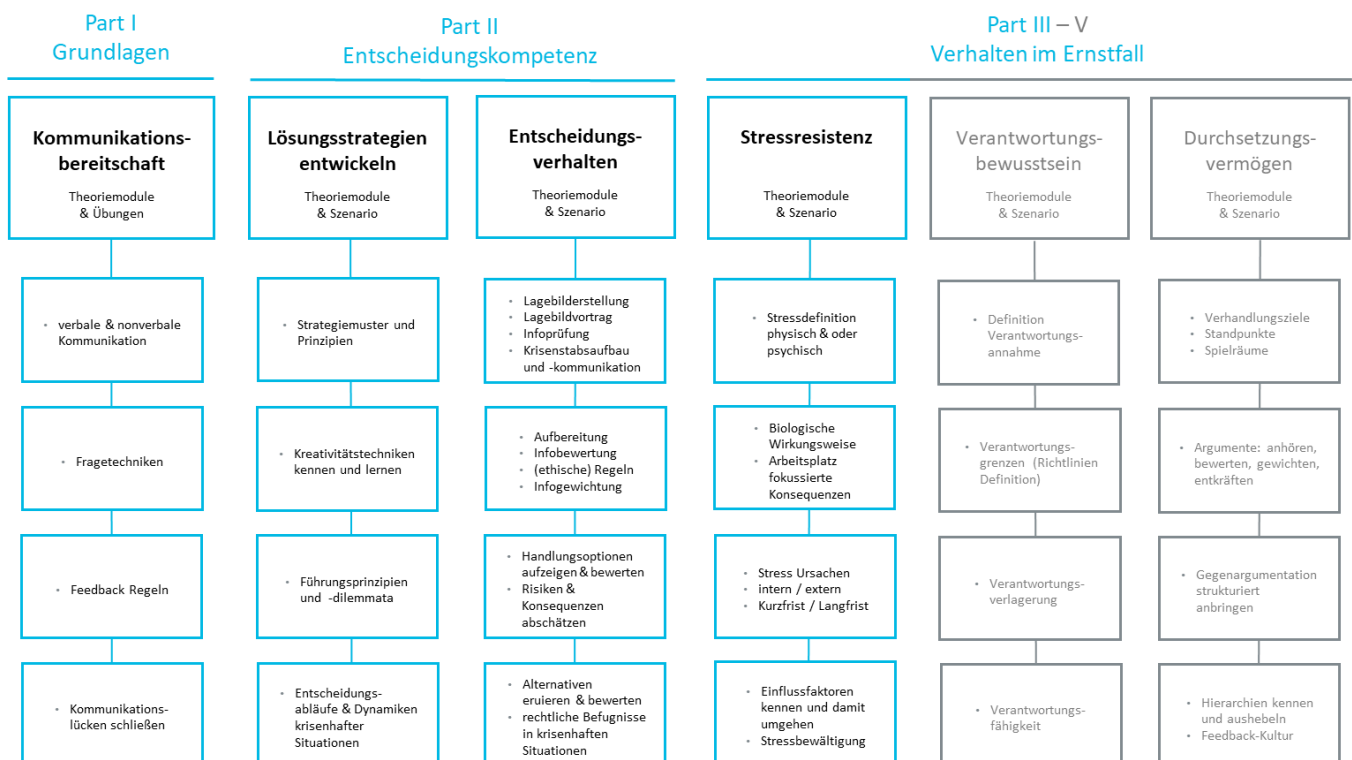 Part I
Grundlagen
Part II
Entscheidungskompetenz
Part III – V
Verhalten im Ernstfall
Kommunikations-
bereitschaft
Theoriemodule
& Übungen
verbale & nonverbale
Kommunikation
Fragetechniken
Feedback Regeln
Kommunikations-
lücken schließen
Lösungsstrategien
entwickeln
Theoriemodule
& Szenario
Strategiemuster und
Prinzipien
Kreativitätstechniken
kennen und lernen
Führungsprinzipien
und -dilemmata
Entscheidungs-
abläufe & Dynamiken
krisenhafter
Situationen
Entscheidungs-
verhalten
Theoriemodule
& Szenario
Lagebilderstellung
Lagebildvortrag
Infoprüfung
Krisenstabsaufbau
und -kommunikation
Aufbereitung
Infobewertung
(ethische) Regeln
Infogewichtung
Handlungsoptionen
aufzeigen & bewerten
Risiken &
Konsequenzen
abschätzen
Alternativen
eruieren & bewerten
rechtliche Befugnisse
in krisenhaften
Situationen
Stressresistenz
Theoriemodule
& Szenario
Stressdefinition
physisch & oder
psychisch
Biologische
Wirkungsweise
Arbeitsplatz
fokussierte
Konsequenzen
Stress Ursachen
intern / extern
Kurzfrist / Langfrist
Einflussfaktoren
kennen und damit
umgehen
Stressbewältigung
Verantwortungs-
bewusstsein
Theoriemodule
& Szenario
Definition
Verantwortungs-
annahme
Verantwortungs-
grenzen (Richtlinien
Definition)
Verantwortungs-
verlagerung
Verantwortungs-
fähigkeit
Durchsetzungs-
vermögen
Theoriemodule
& Szenario
Verhandlungsziele
Standpunkte
Spielräume
Argumente: anhören,
bewerten, gewichten,
entkräften
Gegenargumentation
strukturiert
anbringen
Hierarchien kennen
und aushebeln
Feedback-Kultur